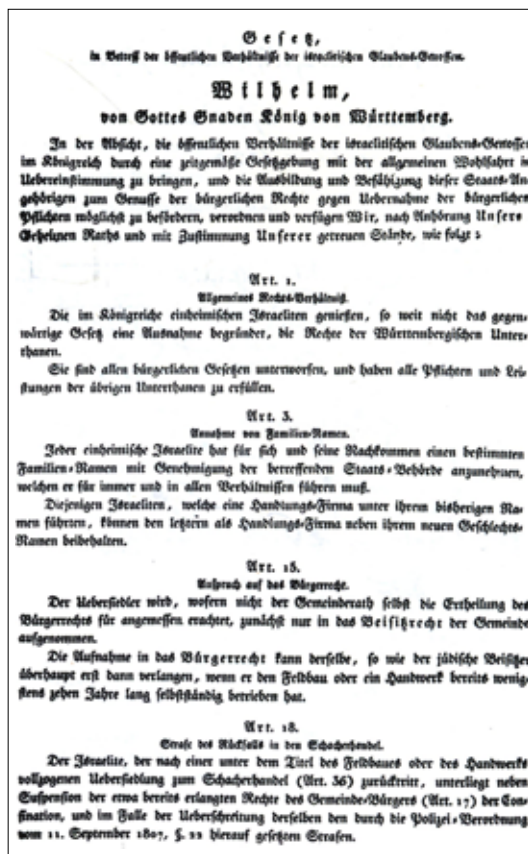 Gesetz,
in Betreff der öffentlichen Verhältnisse der israelitischen Glaubens-Genossen.
Wilhelm,
von Gottes Gnaden König von Württemberg.
In der Absicht, die öffentlichen Verhältnisse der israelitischen Glaubens-Genossen
im Königreich durch eine zeitgemäße Gesetzgebung mit der allgemeinen Wohlfahrt in
Uebereinstimmung zu bringen, und die Ausbildung und Befähigung dieser Staats-An-
gehörigen zum Genusse der bürgerlichen Rechte gegen Uebernahme der bürgerlichen
Pflichten möglichst zu befördern, verordnen und verfügen Wir, nach Anhörung Unsers
Geheimen Raths und mit Zustimmung Unserer getreuen Stände, wie folgt:
Art. 1.
Allgemeines Rechts-Verhältniß.
Die im Königreiche einheimischen Israeliten genießen, so weit nicht das gegen-
wärtige Gesetz eine Ausnahme begründet, die Rechte der Württembergischen Unter-
thanen.
Sie sind allen bürgerlichen Gesetzen unterworfen, und haben alle Pflichten und Lei-
stungen der übrigen Unterthanen zu erfüllen.
Art. 3.
Annahme von Familien-Namen.
Jeder einheimische Israelite hat für sich und seine Nachkommen einen bestimmten
Familien-Namen mit Genehmigung der betreffenden Staats-Behörde anzunehmen,
welchen er für immer und in allen Verhältnissen führen muß.
Diejenigen Israeliten, welche eine Handlungs-Firma unter ihrem bisherigen Na-
men führten, können den letztern als Handlungs-Firma neben ihrem neuen Geschlechts-
Namen beibehalten.
Art. 15.
Anspruch auf das Bürgerrecht.
Der Uebersiedler wird, wofern nicht der Gemeinderath selbst die Ertheilung des
Bürgerrechts für angemessen erachtet, zunächst nur in das Beisitzrecht der Gemeinde
aufgenommen.
Die Aufnahme in das Bürgerrecht kann derselbe, so wie der jüdische Beisitzer
überhaupt erst dann verlangen, wenn er den Feldbau oder ein Handwerk bereits wenig-
stens zehen Jahre lang selbstständig betrieben hat.
Art. 18.
Strafe des Rückfalls in den Schacherhandel.
Der Israelite, der nach einer unter dem Titel des Feldbaues oder des Handwerks
vollzogenen Uebersiedlung zum Schacherhandel (Art. 36) zurücktritt, unterliegt neben
Suspension der etwa bereits erlangten Rechte des Gemeinde-Bürgers (Art. 17) der Con-
fination, und im Falle der Ueberschreitung derselben den durch die Polizei-Verordnung
vom 11. September 1807, §. 22 hierauf gesetzten Strafen.